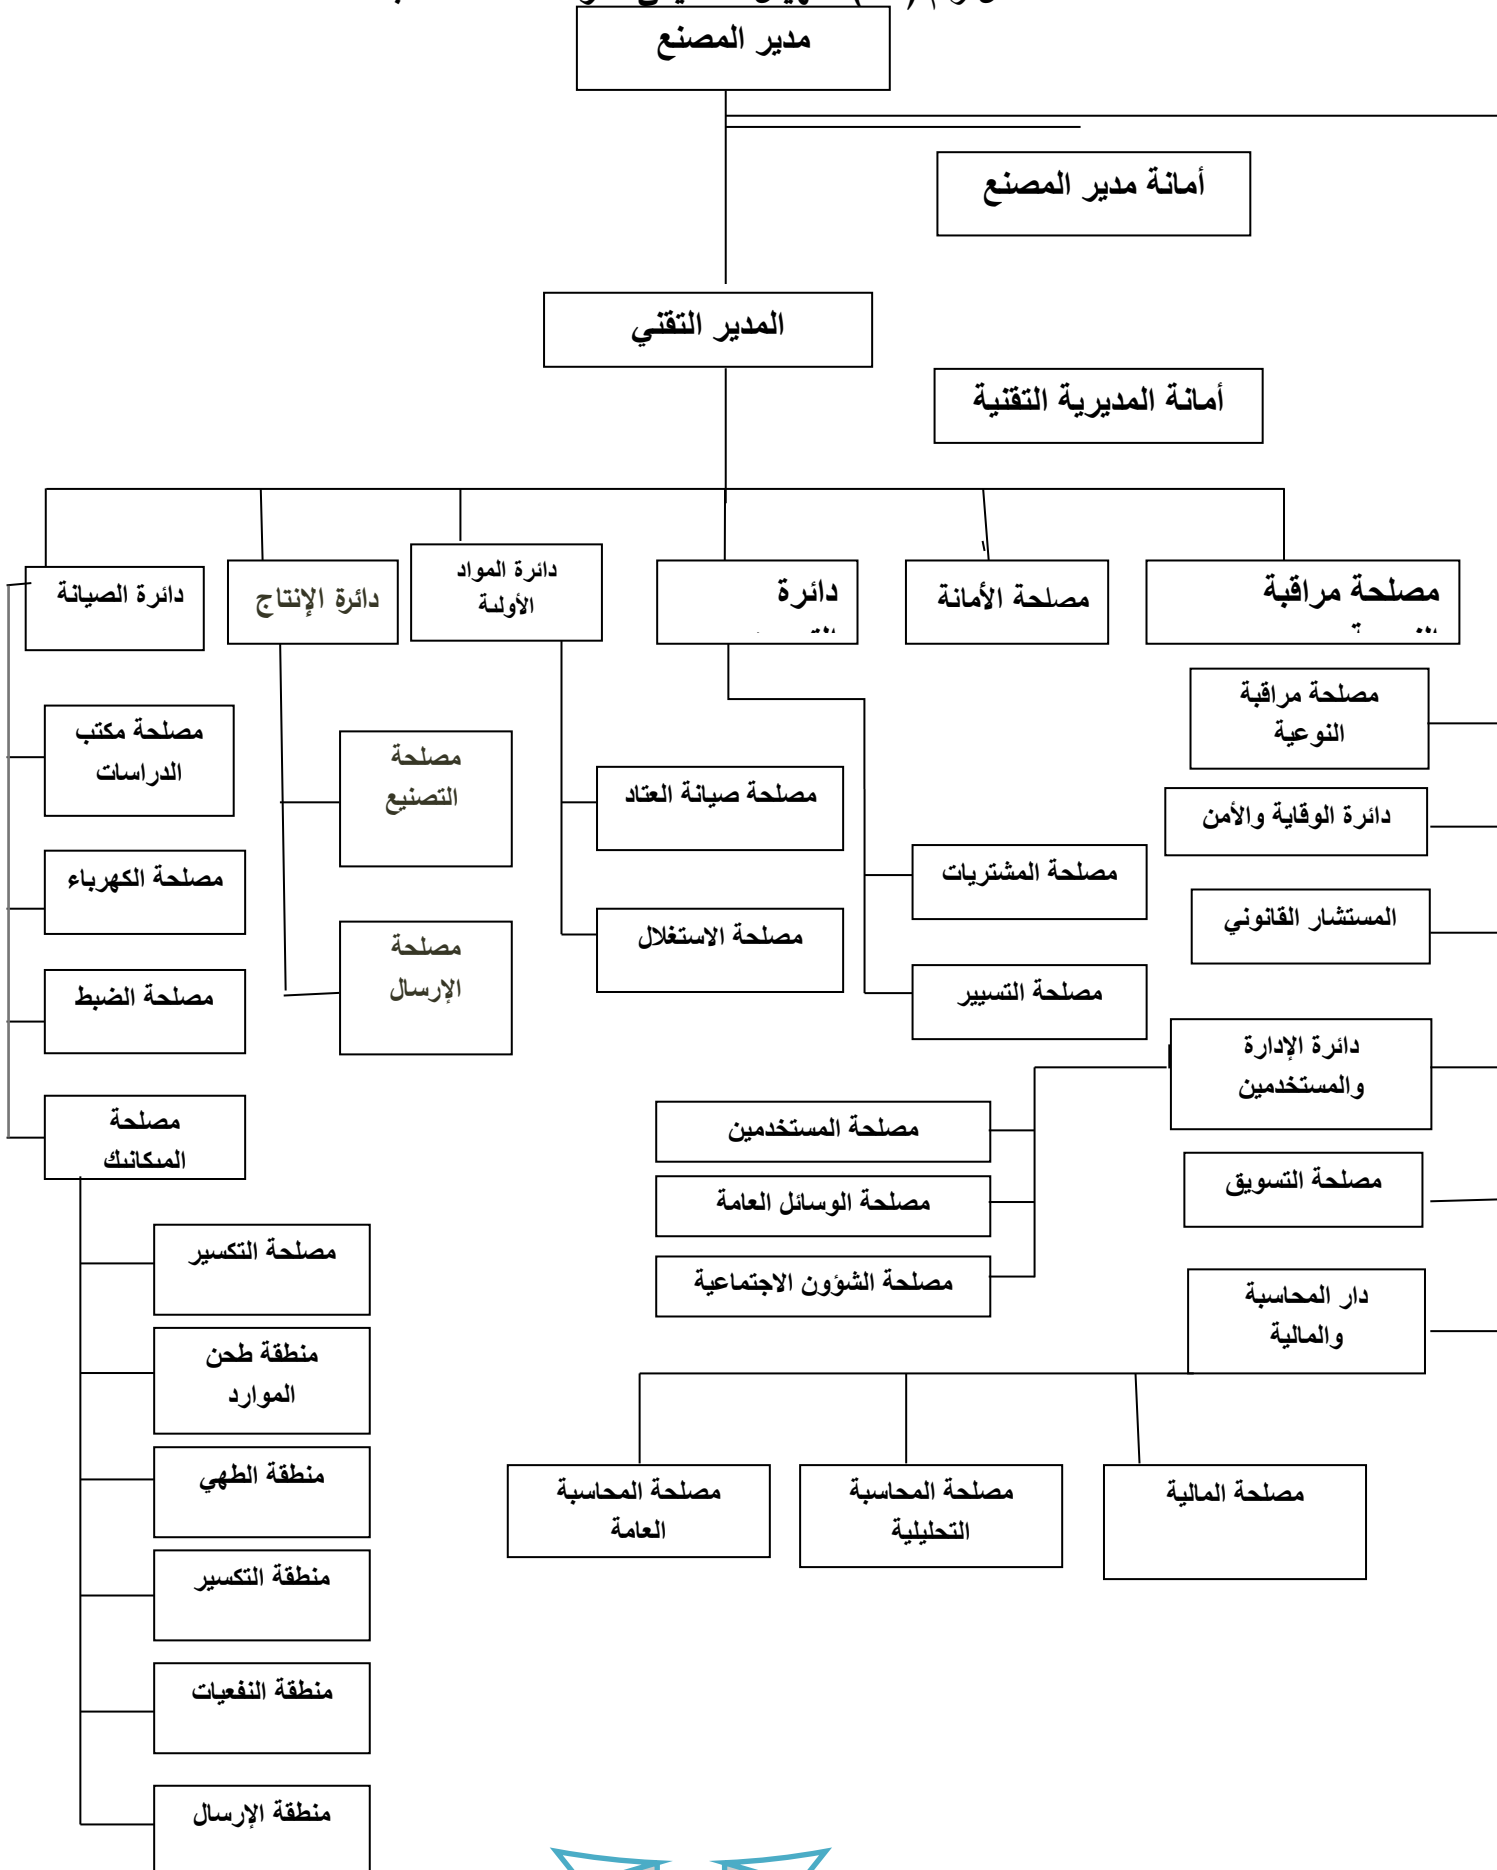 مدير المصنع
أمانة مدير المصنع
المدير التقني
أمانة المديرية التقنية
مصلحة مراقبة
مصلحة الأمانة
دائرة
دائرة المواد
الأولية
دائرة الإنتاج
دائرة الصيانة
مصلحة مراقبة
النوعية
دائرة الوقاية والأمن
المستشار القانوني
دائرة الإدارة
والمستخدمين
مصلحة التسويق
دار المحاسبة
والمالية
مصلحة المشتريات
مصلحة التسيير
مصلحة صيانة العتاد
مصلحة الاستغلال
مصلحة
التصنيع
مصلحة
الإرسال
مصلحة مكتب
الدراسات
مصلحة الكهرباء
مصلحة الضبط
مصلحة
الميكانيك
مصلحة المستخدمين
مصلحة الوسائل العامة
مصلحة الشؤون الاجتماعية
مصلحة المالية
مصلحة المحاسبة
التحليلية
مصلحة المحاسبة
العامة
مصلحة التكسير
منطقة طحن
الموارد
منطقة الطهي
منطقة التكسير
منطقة النفعيات
منطقة الإرسال